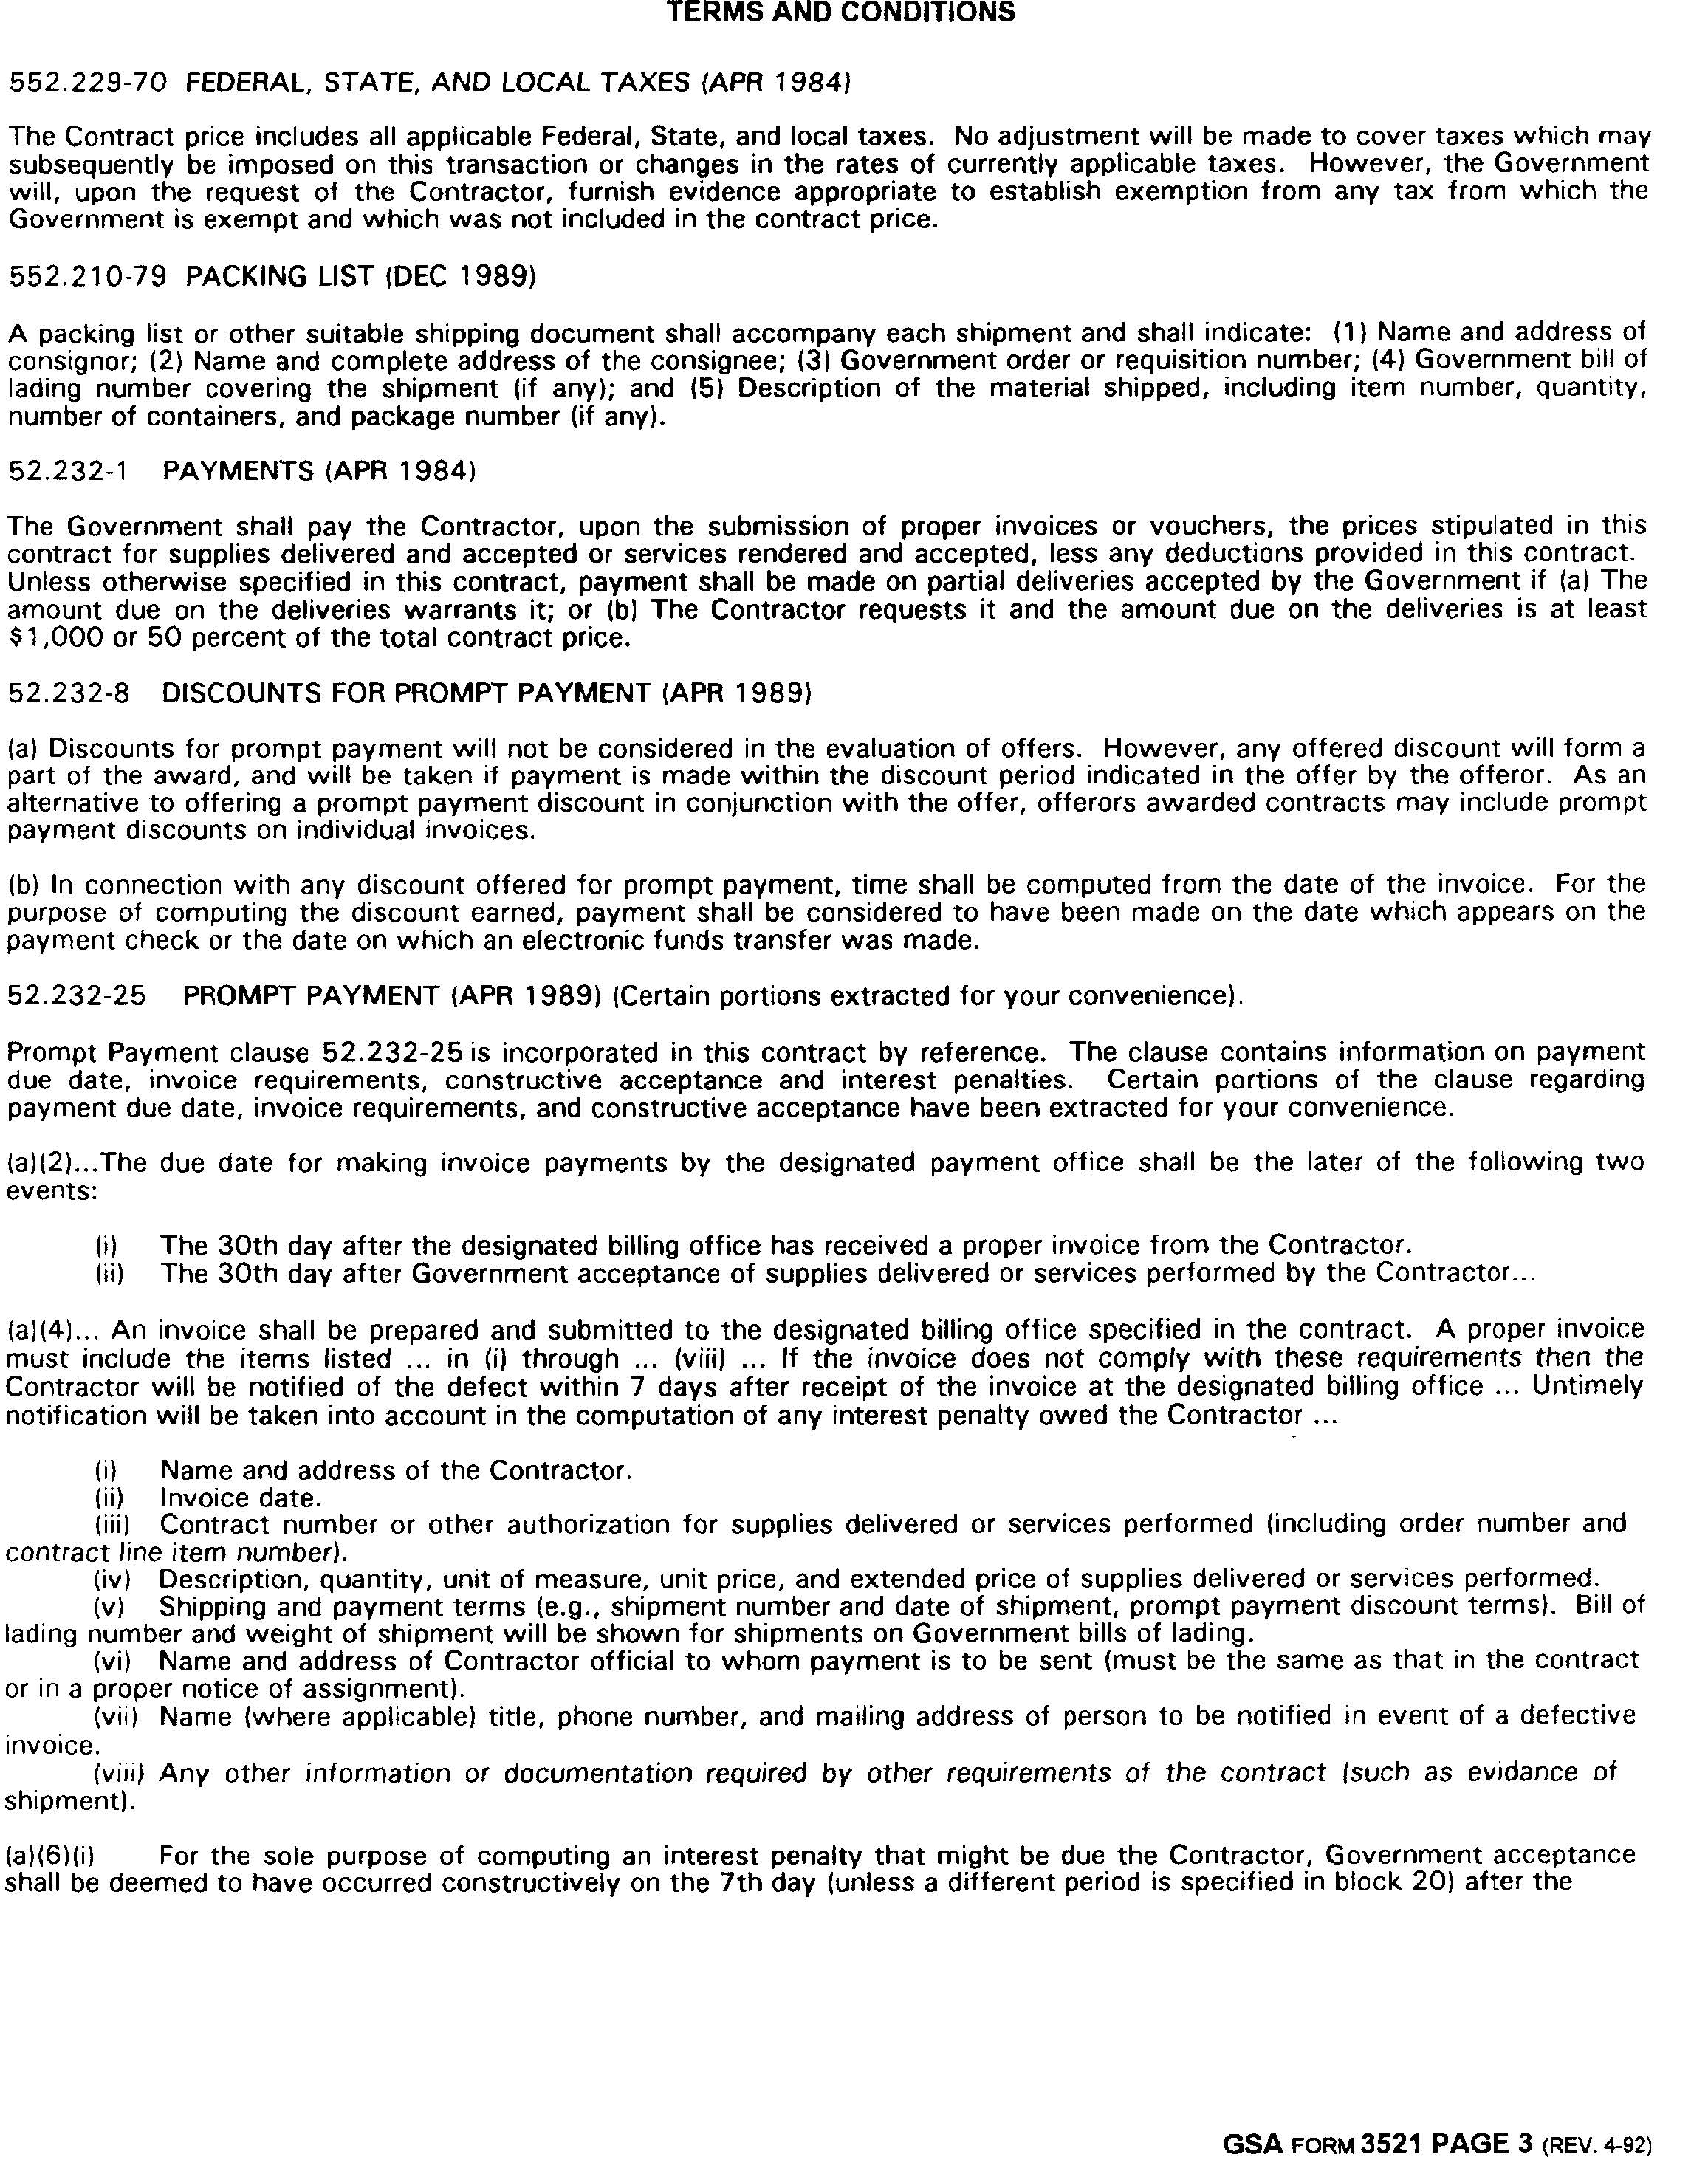 TERMS AND CONDITIONS
552.229-70 FEDERAL, STATE, AND LOCAL TAXES (APR 1984)
The Contract price includes all applicable Federal, State, and local taxes. No adjustment will be made to cover taxes which may
subsequently be imposed on this transaction or changes in the rates of currently applicable taxes. However, the Government
will, upon the request of the Contractor, furnish evidence appropriate to establish exemption from any tax from which the
Government is exempt and which was not included in the contract price.
552.210-79 PACKING LIST (DEC 1989)
A packing list or other suitable shipping document shall accompany each shipment and shall indicate: (1) Name and address of
consignor; (2) Name and complete address of the consignee; (3) Government order or requisition number; (4) Government bill of
lading number covering the shipment (if any); and (5) Description of the material shipped, including item number, quantity,
number of containers, and package number (if any).
52.232-1 PAYMENTS (APR 1984)
The Government shall pay the Contractor, upon the submission of proper invoices or vouchers, the prices stipulated in this
contract for supplies delivered and accepted or services rendered and accepted, less any deductions provided in this contract.
Unless otherwise specified in this contract, payment shall be made on partial deliveries accepted by the Government if (a) The
amount due on the deliveries warrants it; or (b) The Contractor requests it and the amount due on the deliveries is at least
$1,000 or 50 percent of the total contract price.
52.232-8 DISCOUNTS FOR PROMPT PAYMENT (APR 1989)
(a) Discounts for prompt payment will not be considered in the evaluation of offers. However, any offered discount will form a
part of the award, and will be taken if payment is made within the discount period indicated in the offer by the offeror. As an
alternative to offering a prompt payment discount in conjunction with the offer, offerors awarded contracts may include prompt
payment discounts on individual invoices.
(b) In connection with any discount offered for prompt payment, time shall be computed from the date of the invoice. For the
purpose of computing the discount earned, payment shall be considered to have been made on the date which appears on the
payment check or the date on which an electronic funds transfer was made.
52.232-25 PROMPT PAYMENT (APR 1989) (Certain portions extracted for your convenience).
Prompt Payment clause 52.232-25 is incorporated in this contract by reference. The clause contains information on payment
due date, invoice requirements, constructive acceptance and interest penalties. Certain portions of the clause regarding
payment due date, invoice requirements, and constructive acceptance have been extracted for your convenience.
(a)(2)...The due date for making invoice payments by the designated payment office shall be the later of the following two
events:
(i) The 30th day after the designated billing office has received a proper invoice from the Contractor.
(ii) The 30th day after Government acceptance of supplies delivered or services performed by the Contractor...
(a)(4)... An invoice shall be prepared and submitted to the designated billing office specified in the contract. A proper invoice
must include the items listed ... in (i) through ... (viii) ... If the invoice does not comply with these requirements then the
Contractor will be notified of the defect within 7 days after receipt of the invoice at the designated billing office ... Untimely
notification will be taken into account in the computation of any interest penalty owed the Contractor ...
(i) Name and address of the Contractor.
(ii) Invoice date.
(iii) Contract number or other authorization for supplies delivered or services performed (including order number and
contract line item number).
(iv) Description, quantity, unit of measure, unit price, and extended price of supplies delivered or services performed.
(v) Shipping and payment terms (e.g., shipment number and date of shipment, prompt payment discount terms). Bill of
lading number and weight of shipment will be shown for shipments on Government bills of lading.
(vi) Name and address of Contractor official to whom payment is to be sent (must be the same as that in the contract
or in a proper notice of assignment).
(vii) Name (where applicable) title, phone number, and mailing address of person to be notified in event of a defective
invoice.
(viii) Any other information or documentation required by other requirements of the contract (such as evidance of
shipment).
(a)(6)(i) For the sole purpose of computing an interest penalty that might be due the Contractor, Government acceptance
shall be deemed to have occurred constructively on the 7th day (unless a different period is specified in block 20) after the
GSA FORM 3521 PAGE 3 (REV. 4-92)